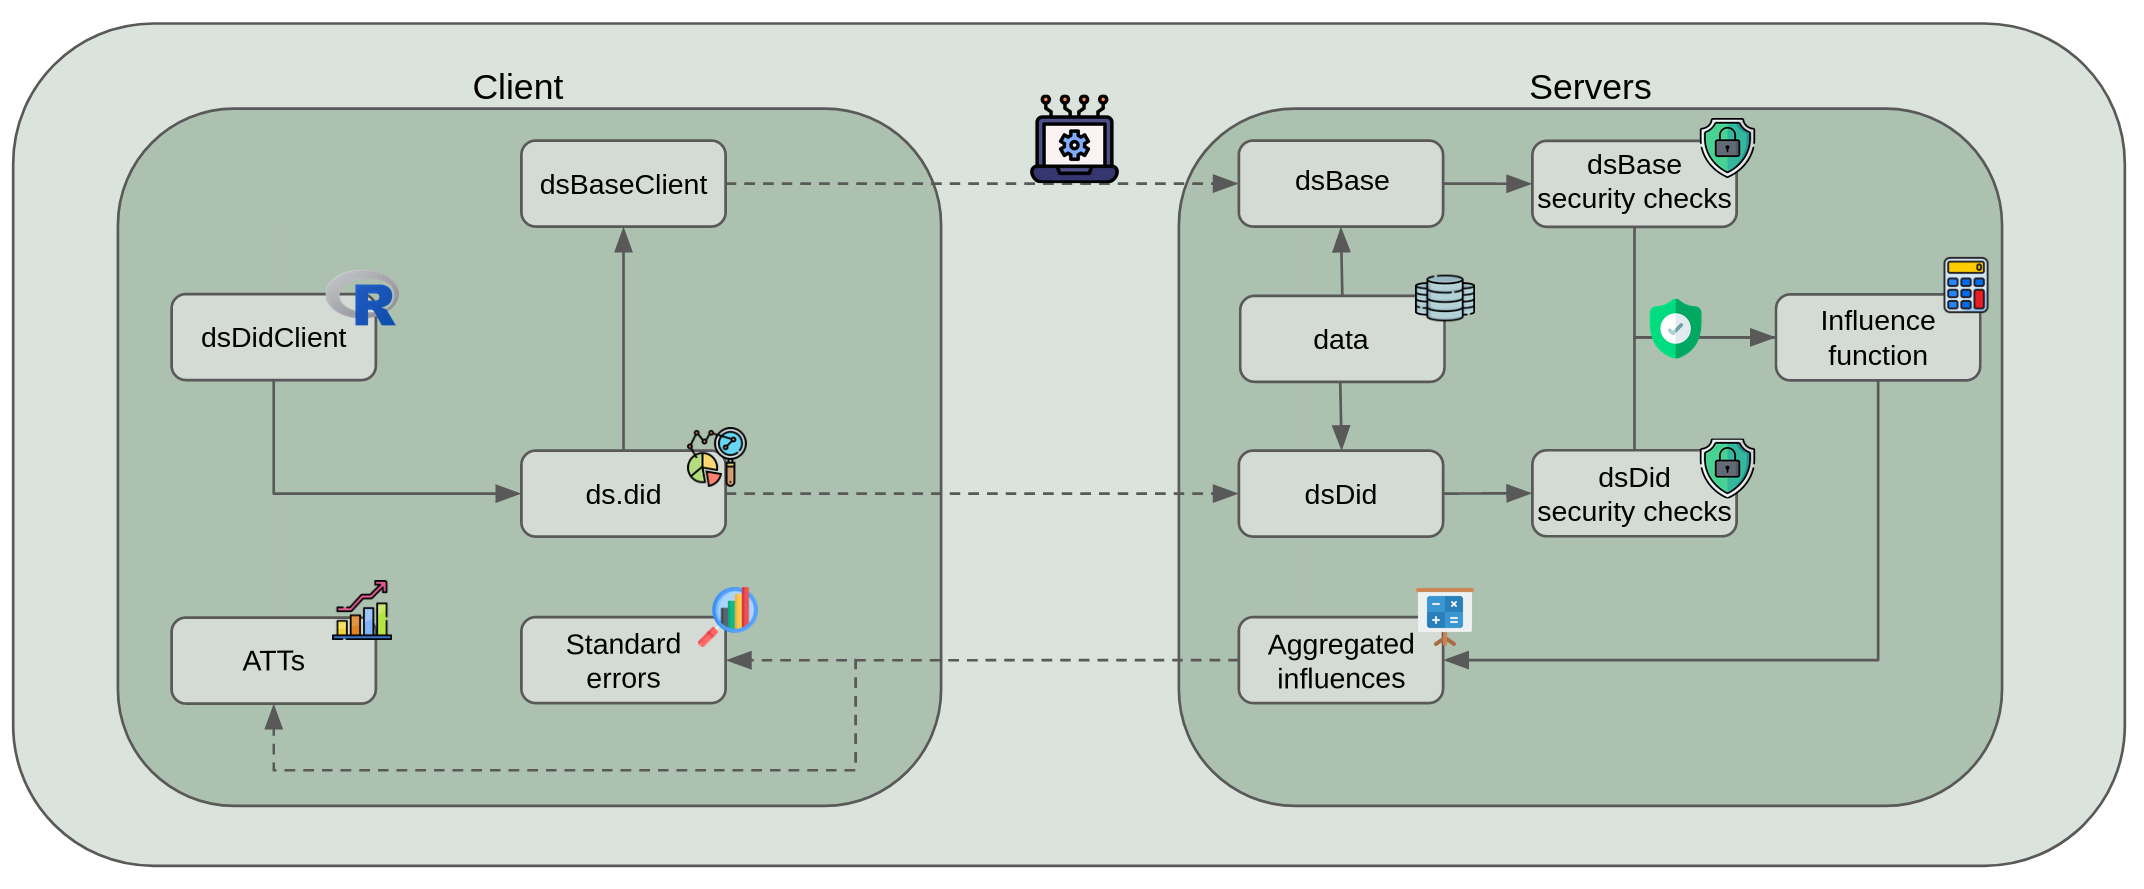 Client
Servers
dsBaseClient
dsBase
dsBase
security checks
dsDidClient
R
data
Influence
function
ds.did
dsDid
dsDid
security checks
ATTs
Standard
errors
Aggregated
influences